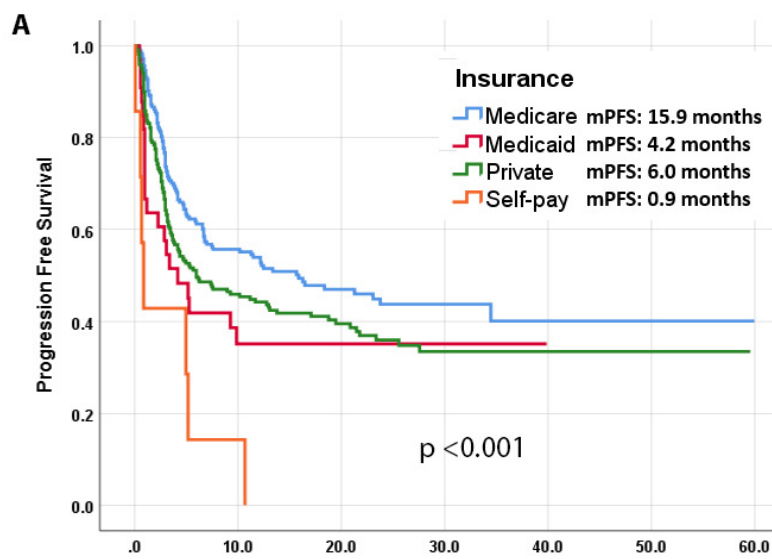 A
Insurance
Medicare mPFS: 15.9 months
Medicaid mPFS: 4.2 months
Private mPFS: 6.0 months
Self-pay mPFS: 0.9 months
Progression Free Survival
1.0
0.8
0.6
0.4
0.2
0.0
p <0.001
.0 10.0 20.0 30.0 40.0 50.0 60.0